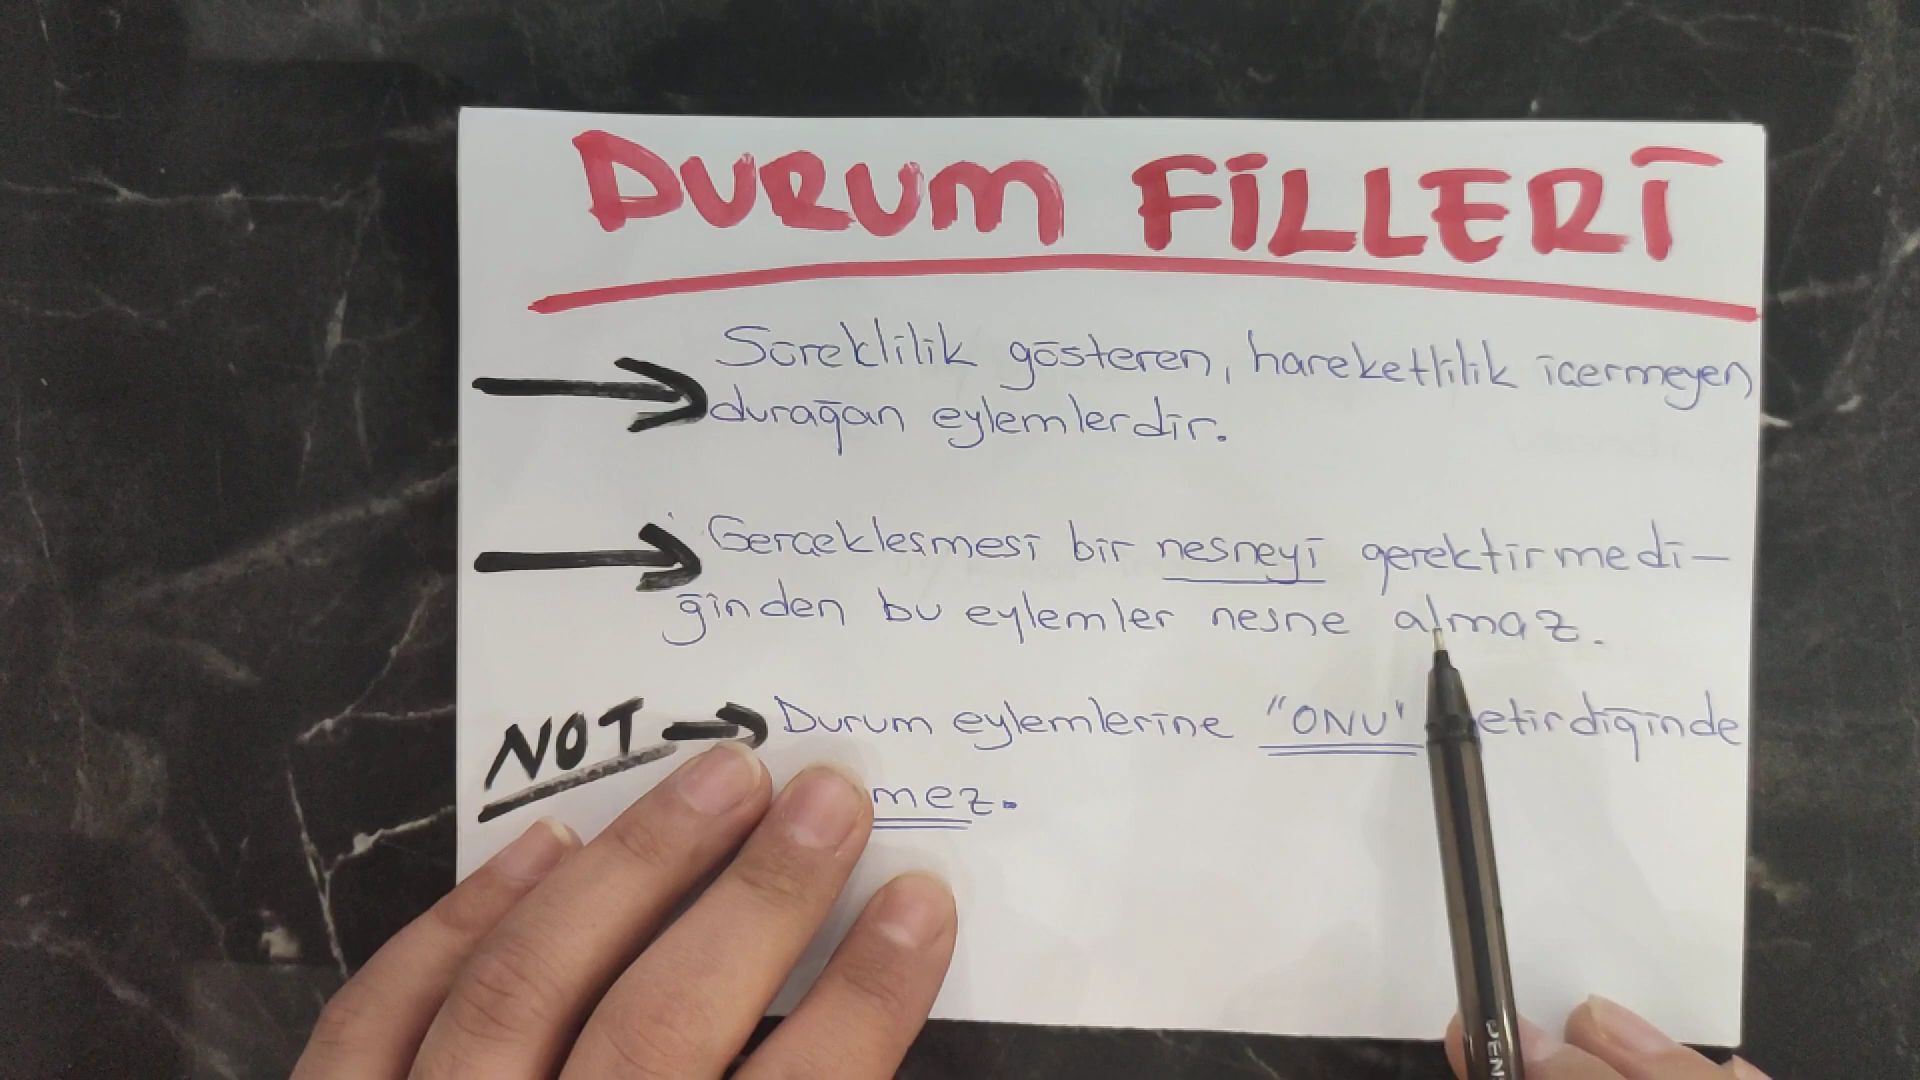 DURUM FİLLERİ
Süreklilik gösteren, hareketlilik içermeyen
durağan eylemlerdir.
Gerçekleşmesi bir nesneyi gerektirmedi-
ğinden bu eylemler nesne almaz.
NOT → Durum eylemlerine "ONU" etirdiğinde
mez.